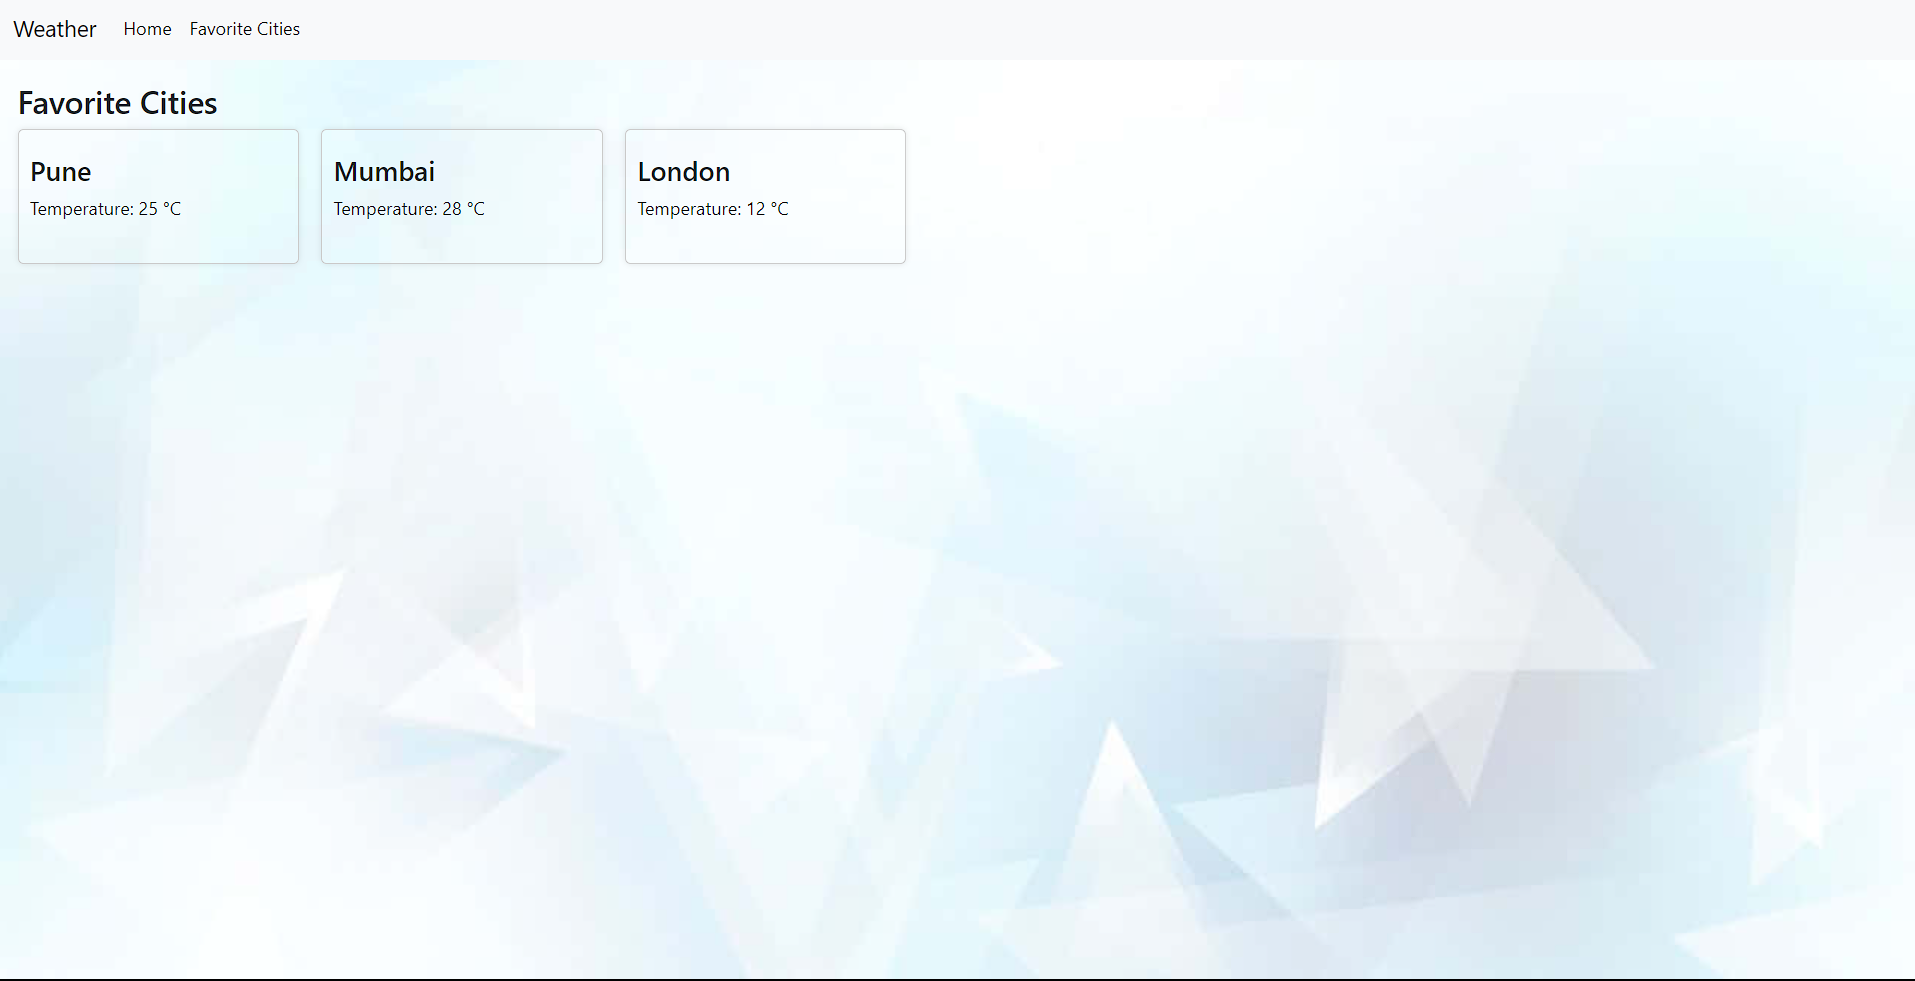 Weather Home Favorite Cities
Favorite Cities
Pune
Temperature: 25 °C
Mumbai
Temperature: 28 °C
London
Temperature: 12 °C